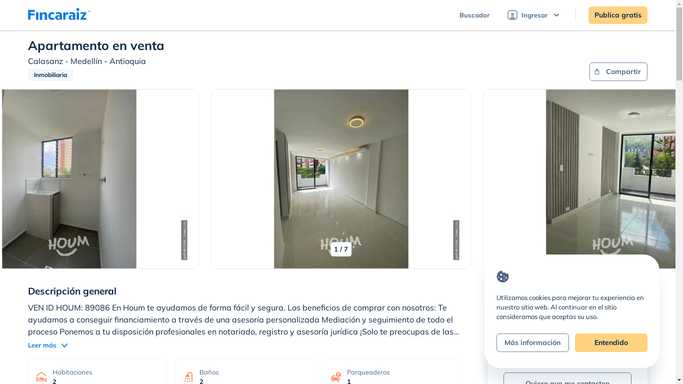 Fincaraiz
Buscador
Ingresar
Publica gratis
Apartamento en venta
Calasanz - Medellín - Antioquia
Inmobiliaria
Compartir
HOUM
HOUM
HOUM
1 / 7
Descripción general
VEN ID HOUM: 89086 En Houm te ayudamos de forma fácil y segura. Los beneficios de comprar con nosotros: Te
ayudamos a conseguir financiamiento a través de una asesoría personalizada Mediación y seguimiento de todo el
proceso Ponemos a tu disposición profesionales en notariado, registro y asesoría jurídica ¡Solo te preocupas de las...
Leer más
Habitaciones
2
Baños
2
Parqueaderos
1
Utilizamos cookies para mejorar tu experiencia en
nuestro sitio web. Al continuar en el sitio
consideramos que aceptas su uso.
Más información
Entendido
Quiero que me contacten